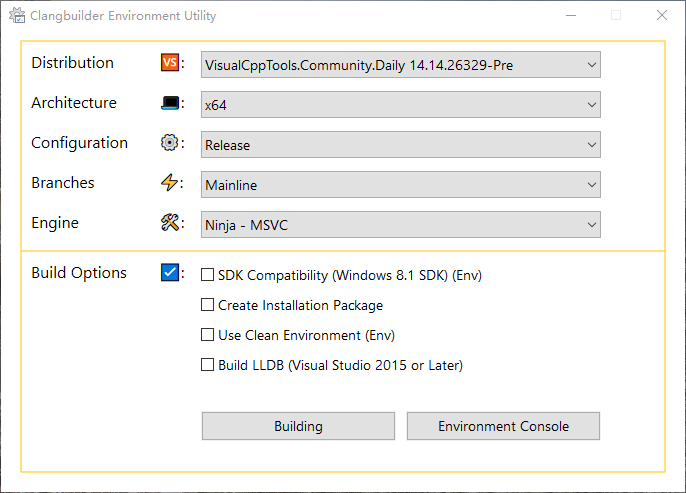 Clangbuilder Environment Utility
Distribution VS : VisualCppTools.Community.Daily 14.14.26329-Pre
Architecture : x64
Configuration : Release
Branches : Mainline
Engine : Ninja - MSVC
Build Options : SDK Compatibility (Windows 8.1 SDK) (Env)
Create Installation Package
Use Clean Environment (Env)
Build LLDB (Visual Studio 2015 or Later)
Building Environment Console